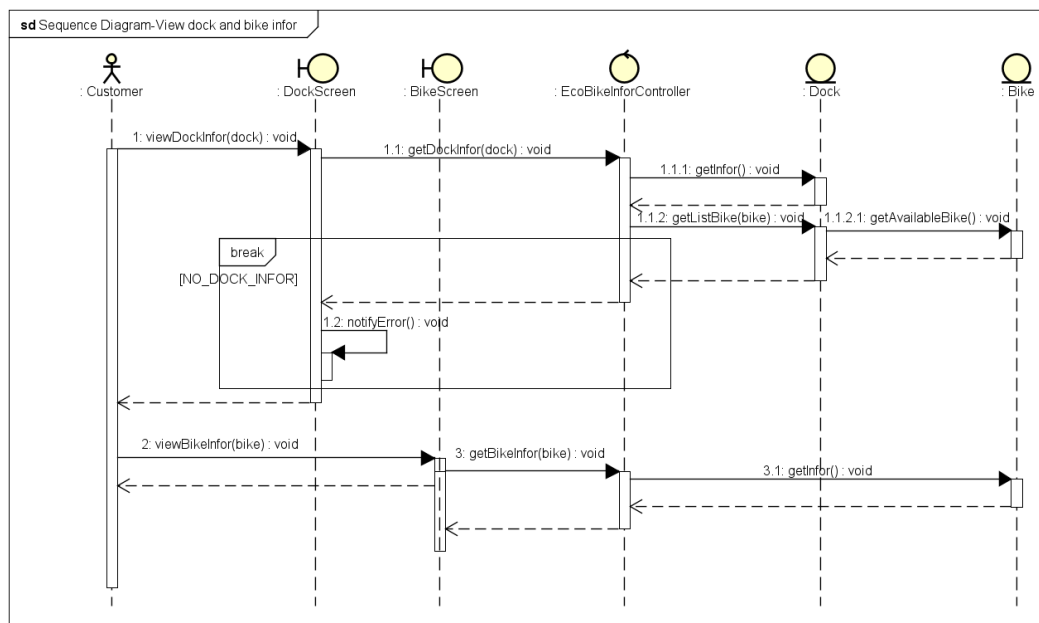 sd Sequence Diagram-View dock and bike infor
: Customer
: DockScreen
: BikeScreen
: EcoBikeInforController
: Dock
: Bike
1: viewDockInfor(dock) : void
1.1: getDockInfor(dock) : void
1.1.1: getInfor() : void
1.1.2: getListBike(bike) : void
1.1.2.1: getAvailableBike() : void
break
[NO_DOCK_INFOR]
1.2: notifyError() : void
2: viewBikeInfor(bike) : void
3: getBikeInfor(bike) : void
3.1: getInfor() : void